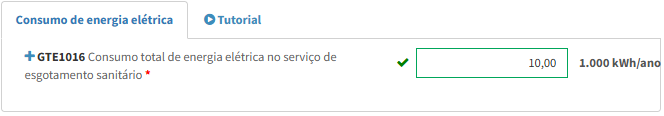 Consumo de energia elétrica
Tutorial
GTE1016 Consumo total de energia elétrica no serviço de
esgotamento sanitário *
10,00
1.000 kWh/ano